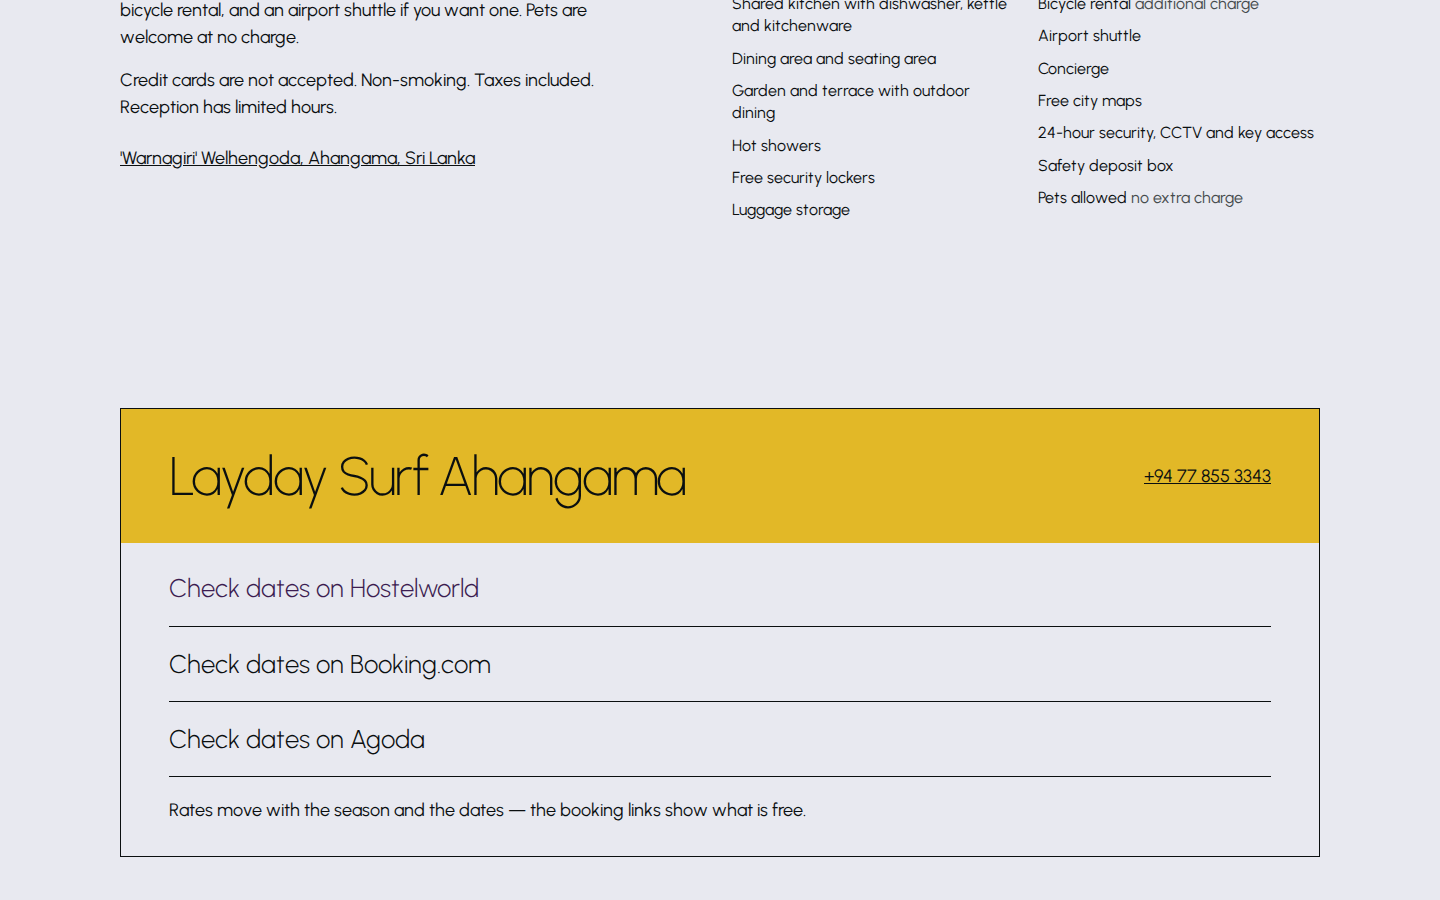 bicycle rental, and an airport shuttle if you want one. Pets are
welcome at no charge.
Credit cards are not accepted. Non-smoking. Taxes included.
Reception has limited hours.
'Warnagiri' Welhengoda, Ahangama, Sri Lanka
Shared kitchen with dishwasher, kettle
and kitchenware
Dining area and seating area
Garden and terrace with outdoor
dining
Hot showers
Free security lockers
Luggage storage
Bicycle rental additional charge
Airport shuttle
Concierge
Free city maps
24-hour security, CCTV and key access
Safety deposit box
Pets allowed no extra charge
Layday Surf Ahangama
+94 77 855 3343
Check dates on Hostelworld
Check dates on Booking.com
Check dates on Agoda
Rates move with the season and the dates — the booking links show what is free.